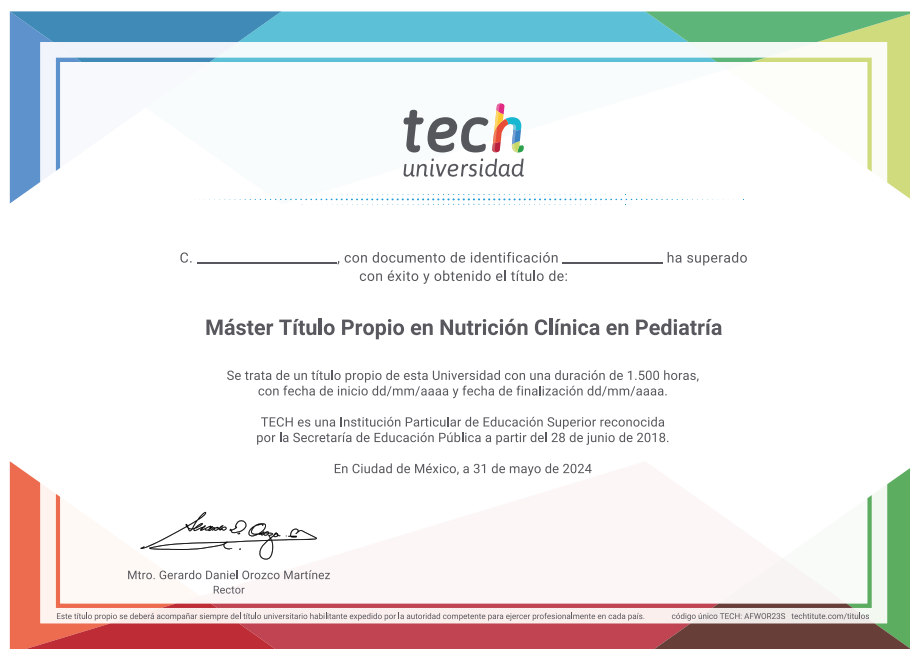 tech
universidad
C. ____________, con documento de identificación ____________ ha superado
con éxito y obtenido el título de:
Máster Título Propio en Nutrición Clínica en Pediatría
Se trata de un título propio de esta Universidad con una duración de 1.500 horas,
con fecha de inicio dd/mm/aaaa y fecha de finalización dd/mm/aaaa.
TECH es una Institución Particular de Educación Superior reconocida
por la Secretaría de Educación Pública a partir del 28 de junio de 2018.
En Ciudad de México, a 31 de mayo de 2024
Mtro. Gerardo Daniel Orozco Martínez
Rector
Este título propio se deberá acompañar siempre del título universitario habilitante expedido por la autoridad competente para ejercer profesionalmente en cada país. código único TECH: AFWOR23S techtitute.com/titulos